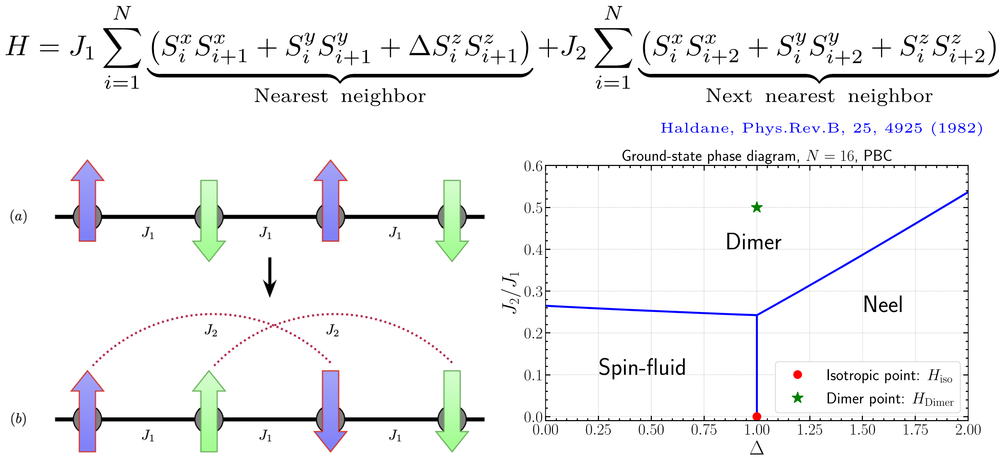 H = J_1 \sum_{i=1}^{N} \underbrace{(S_i^x S_{i+1}^x + S_i^y S_{i+1}^y + Δ S_i^z S_{i+1}^z)} + J_2 \sum_{i=1}^{N} \underbrace{(S_i^x S_{i+2}^x + S_i^y S_{i+2}^y + S_i^z S_{i+2}^z)}
Nearest neighbor
Next nearest neighbor
Haldane, Phys.Rev.B, 25, 4925 (1982)
(a)
J_1 J_1 J_1
J_2 J_2
(b)
J_1 J_1 J_1
Ground-state phase diagram, N = 16, PBC
J_2/J_1
0.6
0.5
0.4
0.3
0.2
0.1
0.0
Dimer
Neel
Spin-fluid
Isotropic point: H_iso
Dimer point: H_Dimer
0.00 0.25 0.50 0.75 1.00 1.25 1.50 1.75 2.00
Δ